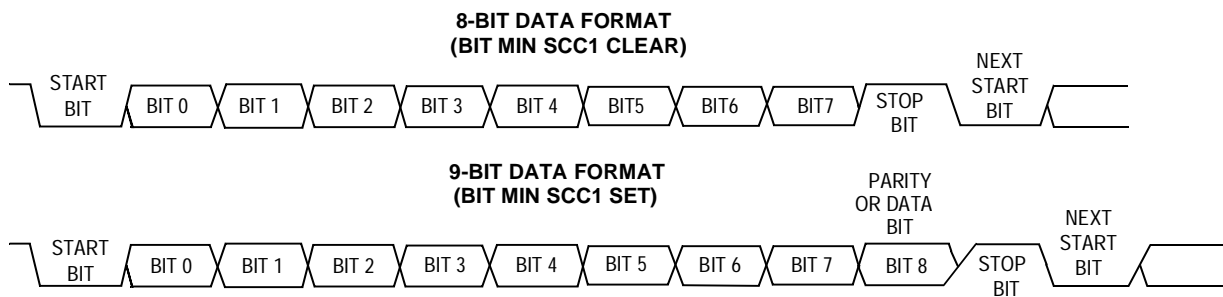 8-BIT DATA FORMAT
(BIT MIN SCC1 CLEAR)
START
BIT
BIT 0
BIT 1
BIT 2
BIT 3
BIT 4
BIT5
BIT6
BIT7
STOP
BIT
NEXT
START
BIT
9-BIT DATA FORMAT
(BIT MIN SCC1 SET)
START
BIT
BIT 0
BIT 1
BIT 2
BIT 3
BIT 4
BIT 5
BIT 6
BIT 7
PARITY
OR DATA
BIT
BIT 8
STOP
BIT
NEXT
START
BIT